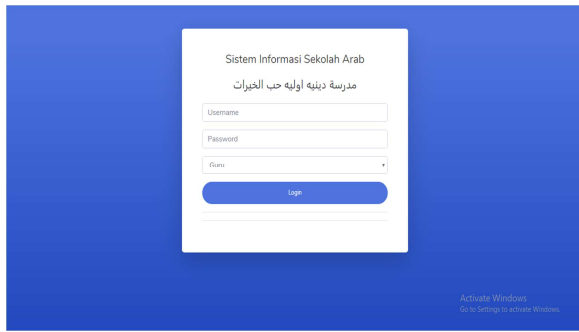 Sistem Informasi Sekolah Arab
مدرسة دينيه اوليه حب الخيرات
Username
Password
Guru
Login
Activate Windows
Go to Settings to activate Windows.